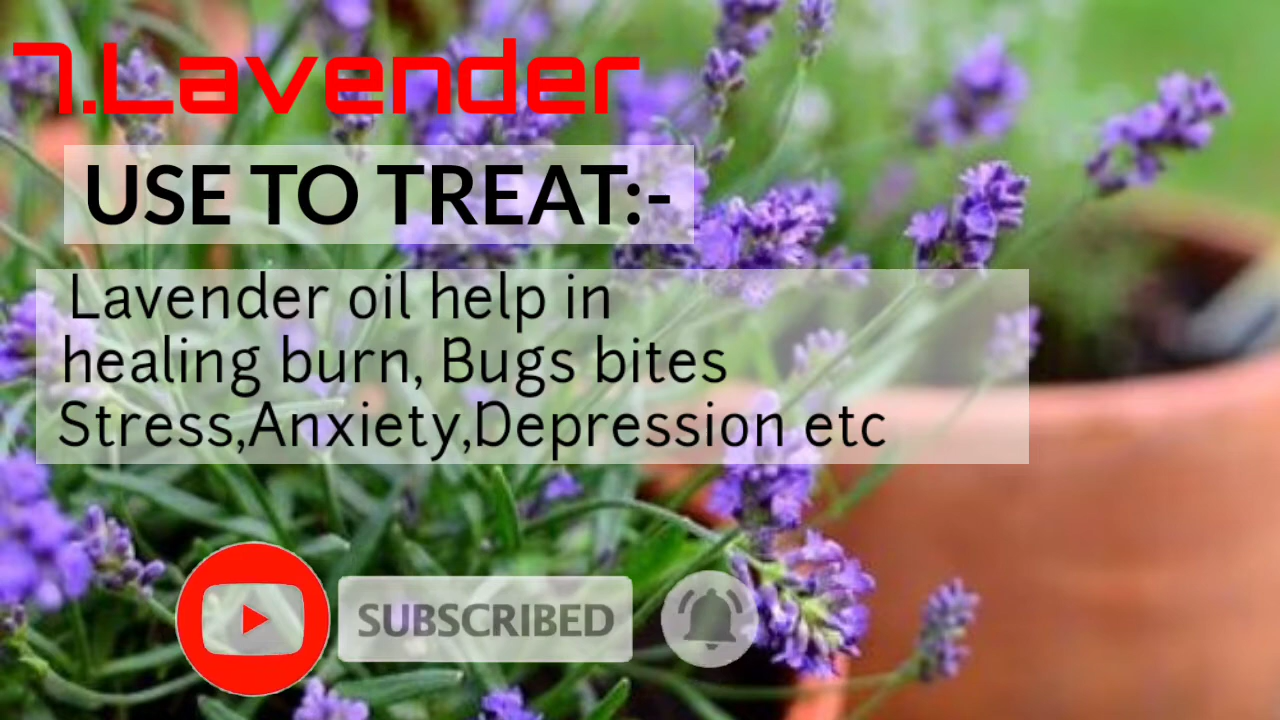 7.Lavender
USE TO TREAT:-
Lavender oil help in
healing burn, Bugs bites
Stress,Anxiety,Depression etc
SUBSCRIBED